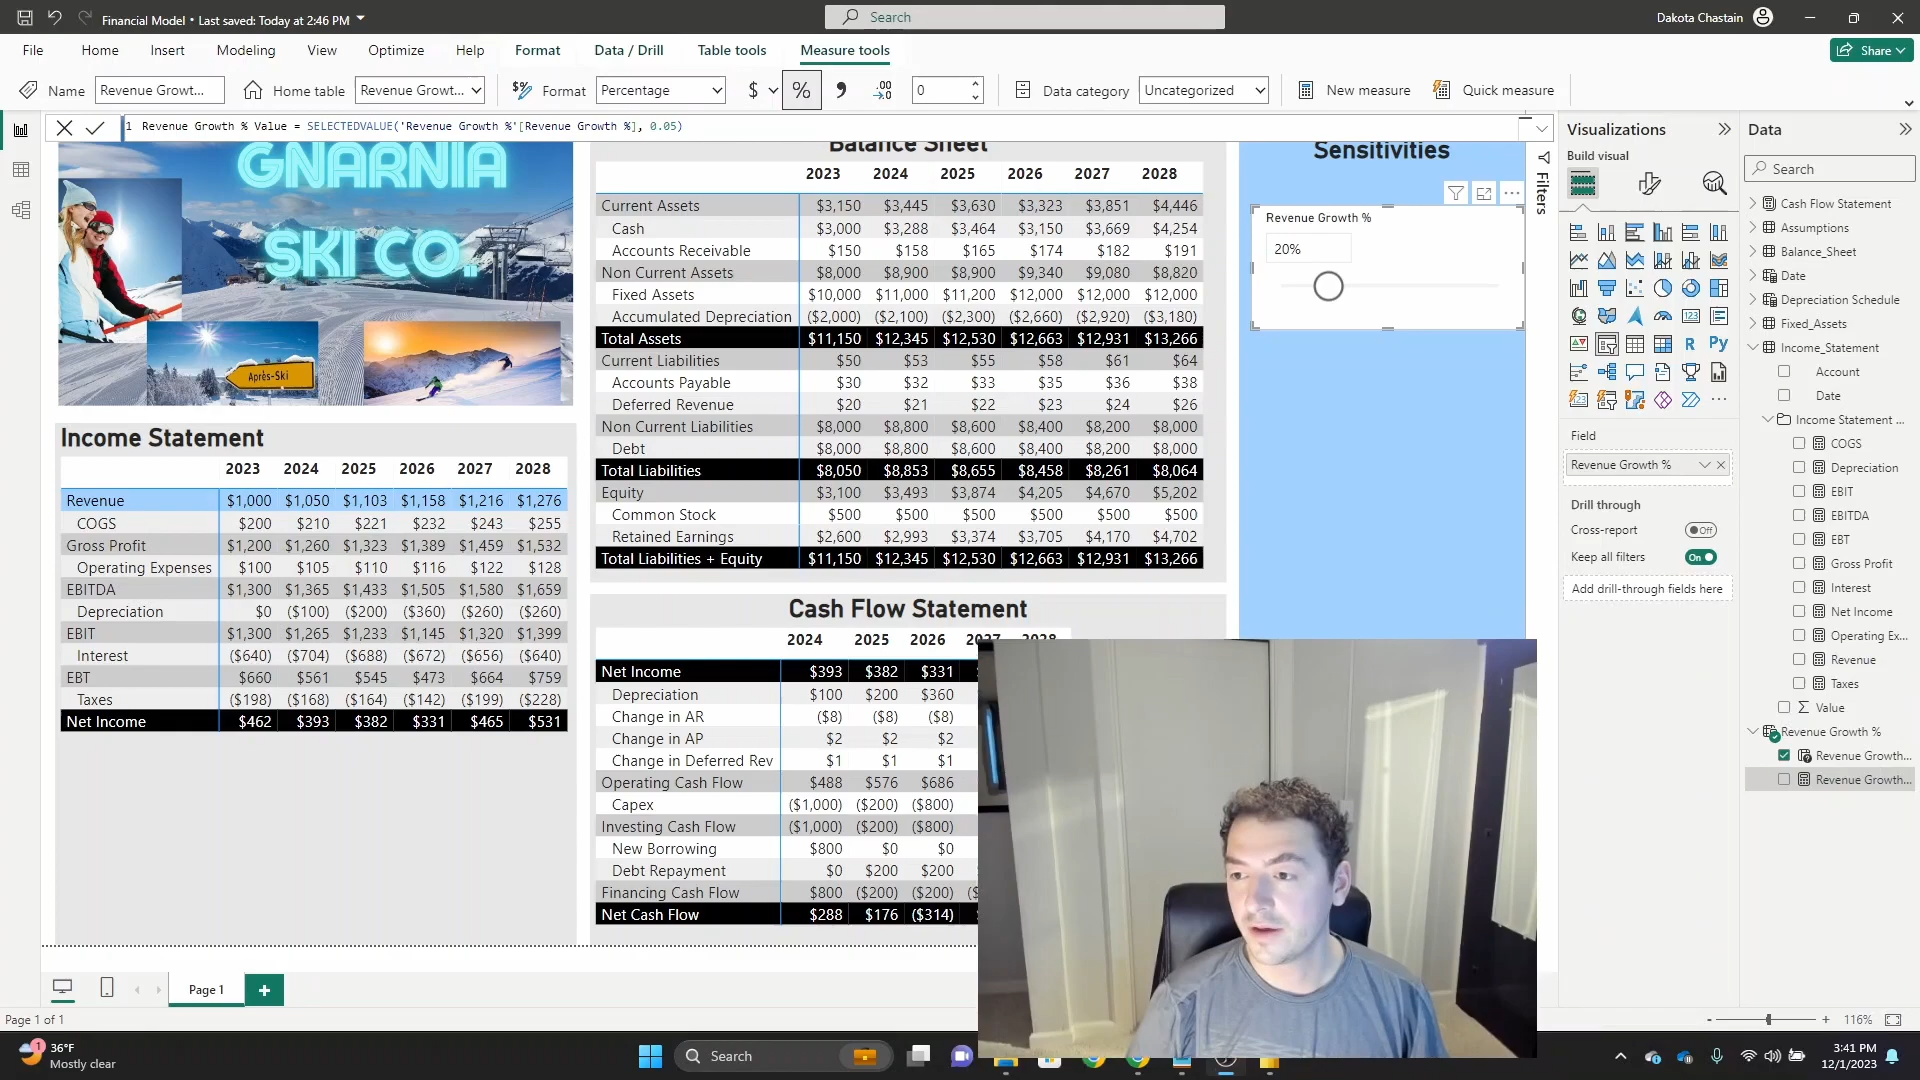 Financial Model • Last saved: Today at 2:46 PM
Search
Dakota Chastain
File Home Insert Modeling View Optimize Help Format Data / Drill Table tools Measure tools
Share
Name Revenue Growt... Home table Revenue Growt... Format Percentage $ % , .00 0 Data category Uncategorized New measure Quick measure
1 Revenue Growth % Value = SELECTEDVALUE('Revenue Growth %'[Revenue Growth %], 0.05)
GNARNIA
SKI CO.
Après-Ski
Income Statement
2023 2024 2025 2026 2027 2028
Revenue $1,000 $1,050 $1,103 $1,158 $1,216 $1,276
COGS $200 $210 $221 $232 $243 $255
Gross Profit $1,200 $1,260 $1,323 $1,389 $1,459 $1,532
Operating Expenses $100 $105 $110 $116 $122 $128
EBITDA $1,300 $1,365 $1,433 $1,505 $1,580 $1,659
Depreciation $0 ($100) ($200) ($360) ($260) ($260)
EBIT $1,300 $1,265 $1,233 $1,145 $1,320 $1,399
Interest ($640) ($704) ($688) ($672) ($656) ($640)
EBT $660 $561 $545 $473 $664 $759
Taxes ($198) ($168) ($164) ($142) ($199) ($228)
Net Income $462 $393 $382 $331 $465 $531
Balance Sheet
2023 2024 2025 2026 2027 2028
Current Assets $3,150 $3,445 $3,630 $3,323 $3,851 $4,446
Cash $3,000 $3,288 $3,464 $3,150 $3,669 $4,254
Accounts Receivable $150 $158 $165 $174 $182 $191
Non Current Assets $8,000 $8,900 $8,900 $9,340 $9,080 $8,820
Fixed Assets $10,000 $11,000 $11,200 $12,000 $12,000 $12,000
Accumulated Depreciation ($2,000) ($2,100) ($2,300) ($2,660) ($2,920) ($3,180)
Total Assets $11,150 $12,345 $12,530 $12,663 $12,931 $13,266
Current Liabilities $50 $53 $55 $58 $61 $64
Accounts Payable $30 $32 $33 $35 $36 $38
Deferred Revenue $20 $21 $22 $23 $24 $26
Non Current Liabilities $8,000 $8,800 $8,600 $8,400 $8,200 $8,000
Debt $8,000 $8,800 $8,600 $8,400 $8,200 $8,000
Total Liabilities $8,050 $8,853 $8,655 $8,458 $8,261 $8,064
Equity $3,100 $3,493 $3,874 $4,205 $4,670 $5,202
Common Stock $500 $500 $500 $500 $500 $500
Retained Earnings $2,600 $2,993 $3,374 $3,705 $4,170 $4,702
Total Liabilities + Equity $11,150 $12,345 $12,530 $12,663 $12,931 $13,266
Cash Flow Statement
2024 2025 2026 2027 2028
Net Income $393 $382 $331
Depreciation $100 $200 $360
Change in AR ($8) ($8) ($8)
Change in AP $2 $2 $2
Change in Deferred Rev $1 $1 $1
Operating Cash Flow $488 $576 $686
Capex ($1,000) ($200) ($800)
Investing Cash Flow ($1,000) ($200) ($800)
New Borrowing $800 $0 $0
Debt Repayment $0 $200 $200
Financing Cash Flow $800 ($200) ($200)
Net Cash Flow $288 $176 ($314)
Sensitivities
Revenue Growth %
20%
Filters
Visualizations
Build visual
R Py
123
Field
Revenue Growth %
Drill through
Cross-report Off
Keep all filters On
Add drill-through fields here
Data
Search
Cash Flow Statement
Assumptions
Balance_Sheet
Date
Depreciation Schedule
Fixed_Assets
Income_Statement
Account
Date
Income Statement ...
COGS
Depreciation
EBIT
EBITDA
EBT
Gross Profit
Interest
Net Income
Operating Ex...
Revenue
Taxes
Σ Value
Revenue Growth %
Revenue Growth...
Revenue Growth...
Page 1
Page 1 of 1
- + 116%
1
36°F
Mostly clear
Search
3:41 PM
12/1/2023